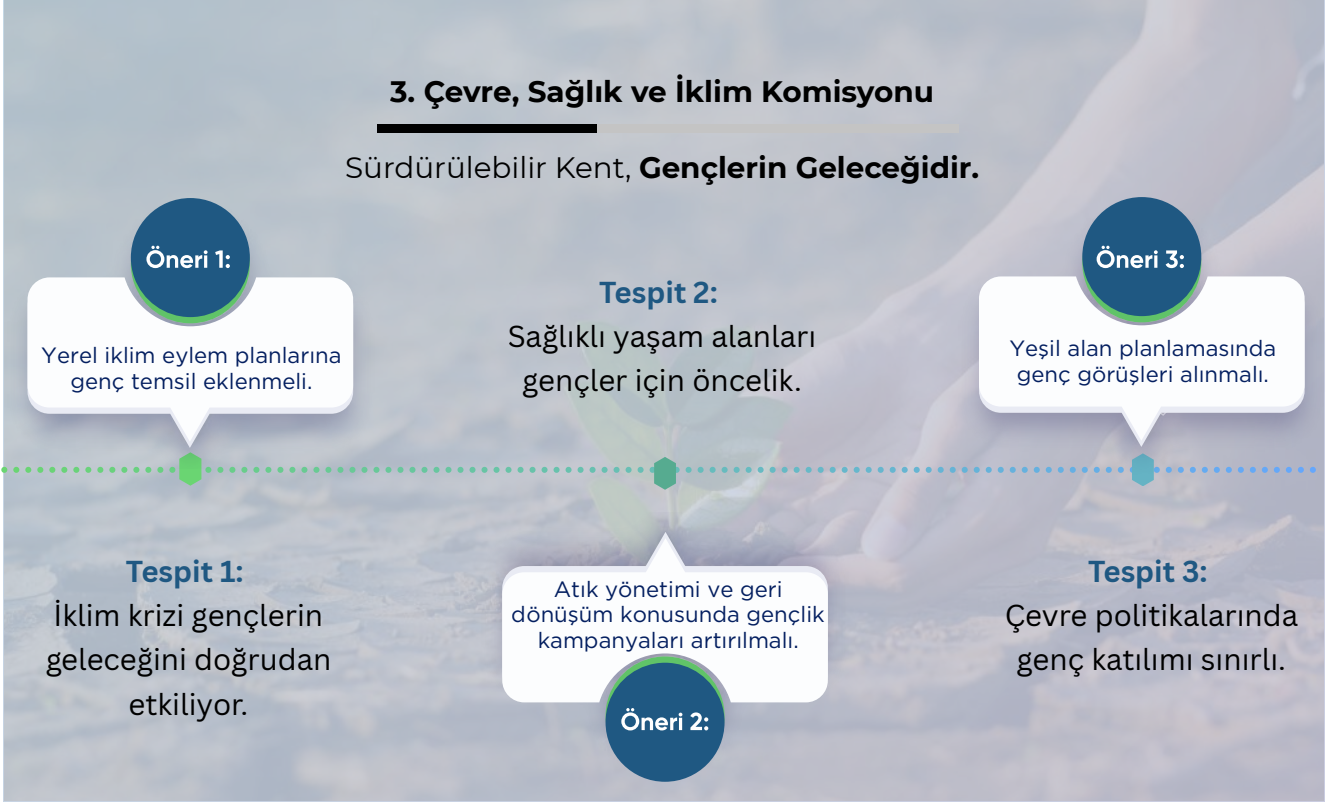 3. Çevre, Sağlık ve İklim Komisyonu
Sürdürülebilir Kent, Gençlerin Geleceğidir.
Öneri 1:
Yerel iklim eylem planlarına
genç temsil eklenmeli.
Tespit 1:
İklim krizi gençlerin
geleceğini doğrudan
etkiliyor.
Tespit 2:
Sağlıklı yaşam alanları
gençler için öncelik.
Atık yönetimi ve geri
dönüşüm konusunda gençlik
kampanyaları artırılmalı.
Öneri 2:
Öneri 3:
Yeşil alan planlamasında
genç görüşleri alınmalı.
Tespit 3:
Çevre politikalarında
genç katılımı sınırlı.